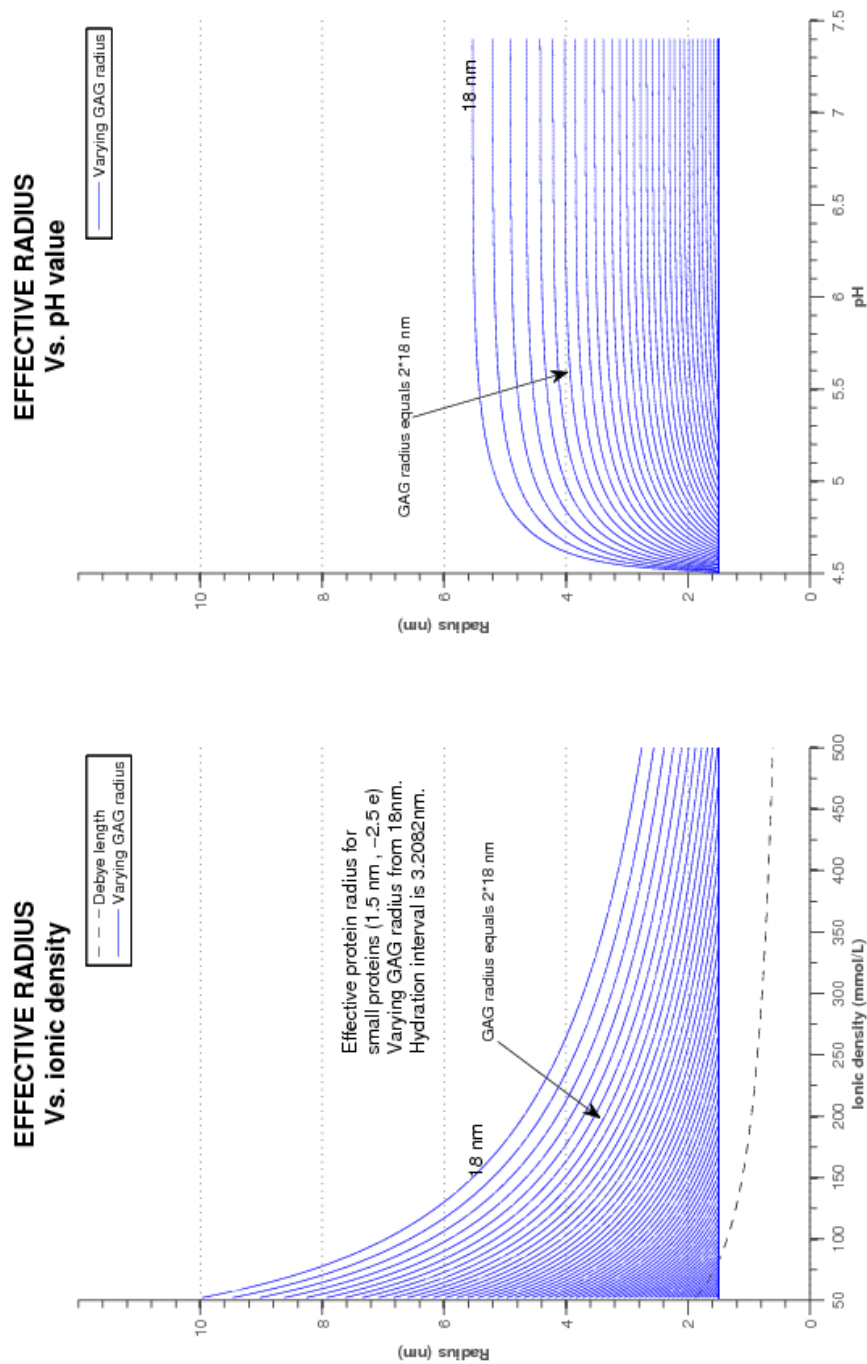 EFFECTIVE RADIUS
Vs. ionic density
Debye length
Varying GAG radius
Effective protein radius for
small proteins (1.5 nm , −2.5 e)
Varying GAG radius from 18nm.
Hydration interval is 3.2082nm.
GAG radius equals 2*18 nm
18 nm
Radius (nm)
10
8
6
4
2
0
50
100
150
200
250
300
350
400
450
500
Ionic density (mmol/L)
EFFECTIVE RADIUS
Vs. pH value
Varying GAG radius
18 nm
GAG radius equals 2*18 nm
Radius (nm)
10
8
6
4
2
0
4.5
5
5.5
6
6.5
7
7.5
pH